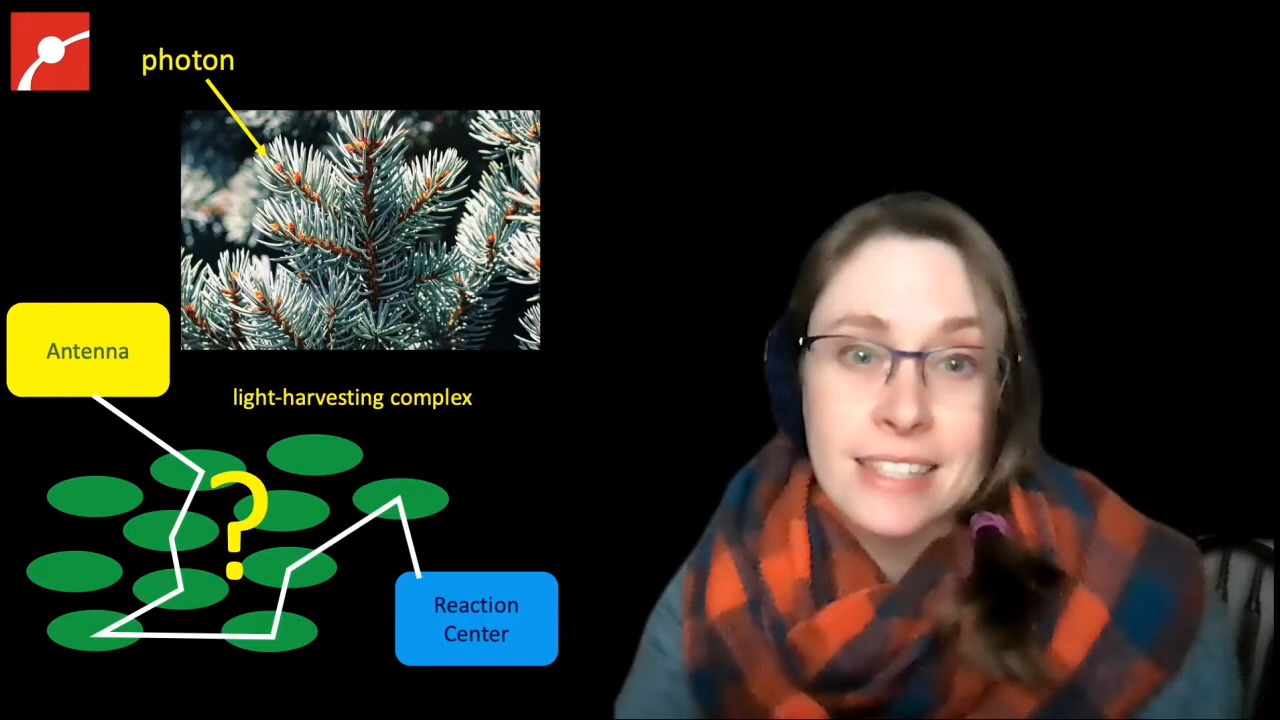 photon
Antenna
light-harvesting complex
?
Reaction
Center